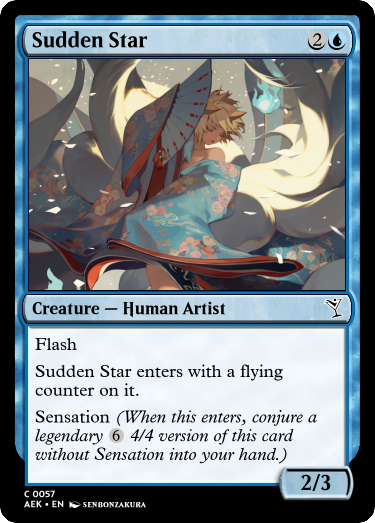 Sudden Star 2
Creature — Human Artist
Flash
Sudden Star enters with a flying
counter on it.
Sensation (When this enters, conjure a
legendary 6 4/4 version of this card
without Sensation into your hand.)
2/3
C 0057
AEK • EN SENBONZAKURA